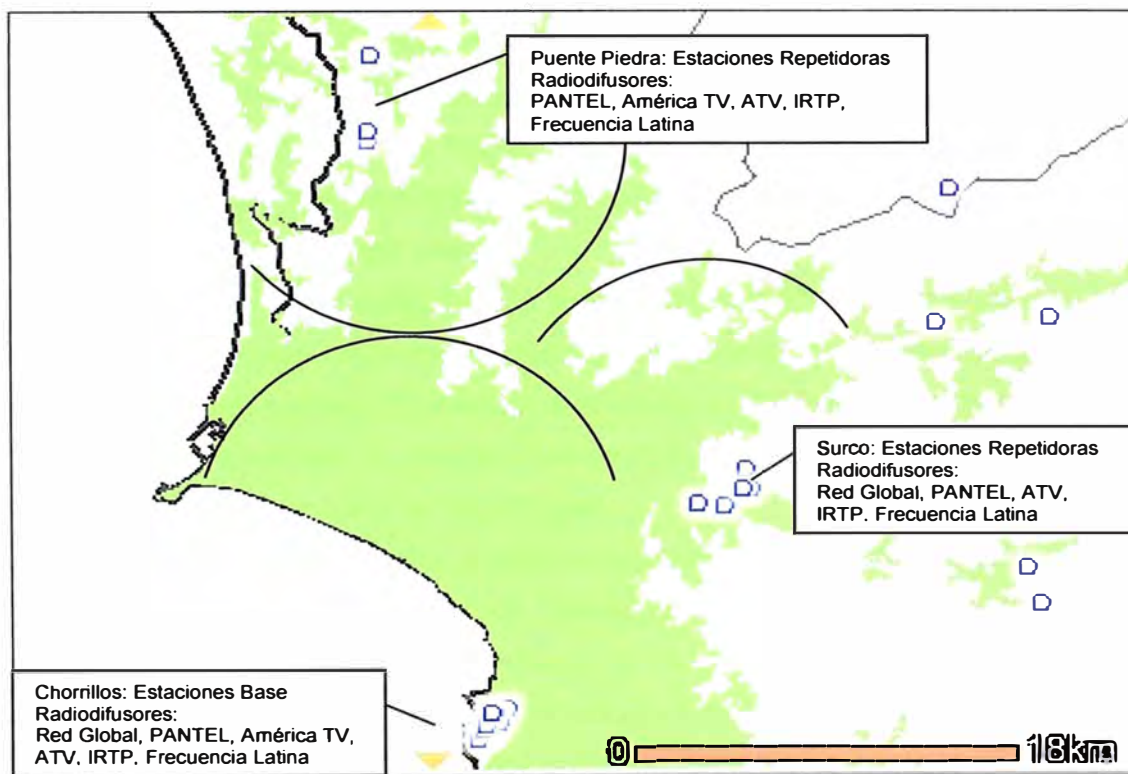 Puente Piedra: Estaciones Repetidoras
Radiodifusores:
PANTEL, América TV, ATV, IRTP,
Frecuencia Latina
Surco: Estaciones Repetidoras
Radiodifusores:
Red Global, PANTEL, ATV,
IRTP. Frecuencia Latina
Chorrillos: Estaciones Base
Radiodifusores:
Red Global, PANTEL, América TV,
ATV, IRTP, Frecuencia Latina
0 18km